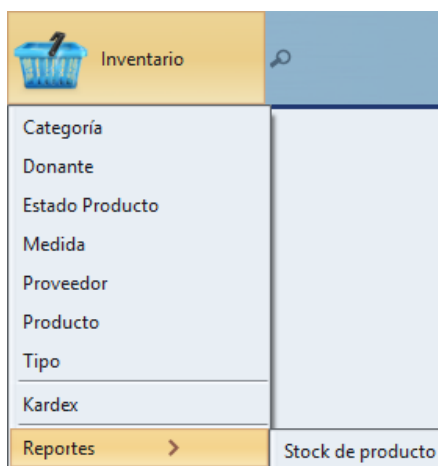 Inventario
Categoría
Donante
Estado Producto
Medida
Proveedor
Producto
Tipo
Kardex
Reportes
Stock de producto